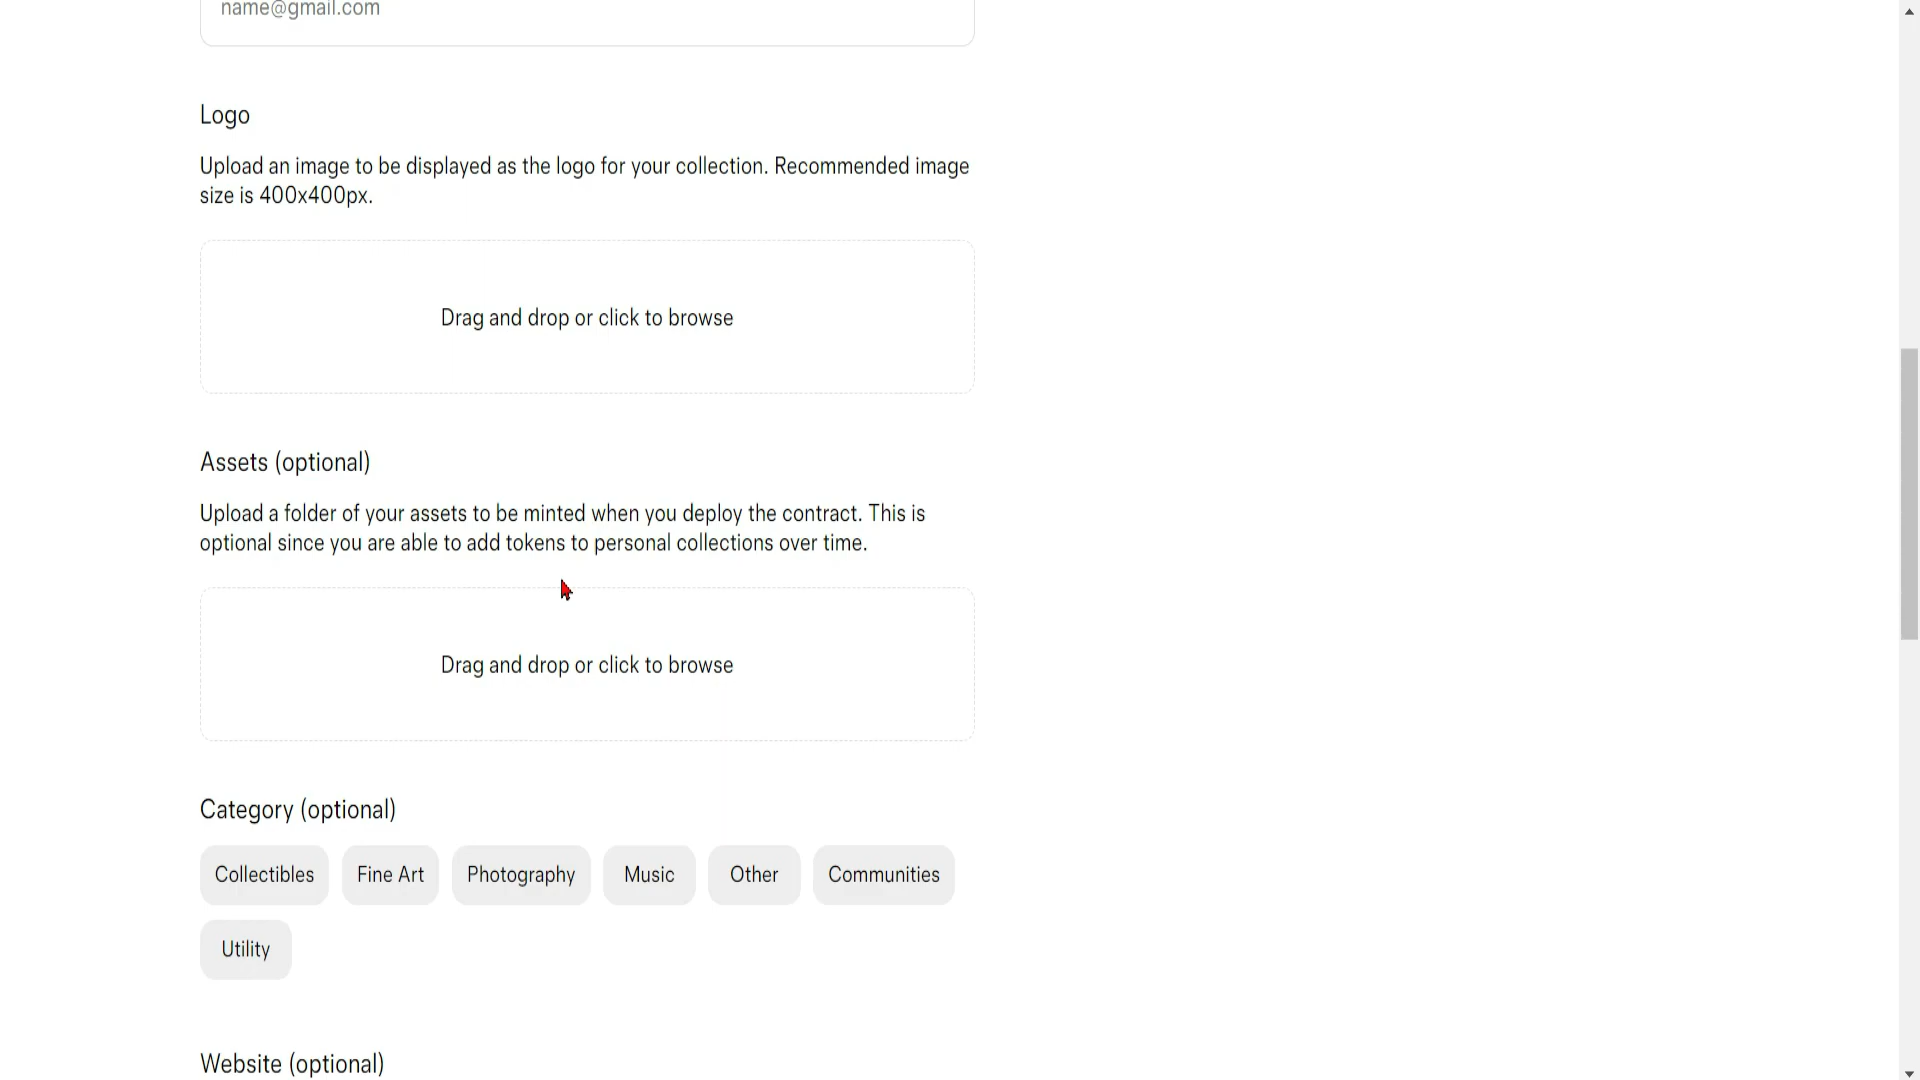 name@gmail.com
Logo
Upload an image to be displayed as the logo for your collection. Recommended image
size is 400x400px.
Drag and drop or click to browse
Assets (optional)
Upload a folder of your assets to be minted when you deploy the contract. This is
optional since you are able to add tokens to personal collections over time.
Drag and drop or click to browse
Category (optional)
Collectibles Fine Art Photography Music Other Communities
Utility
Website (optional)